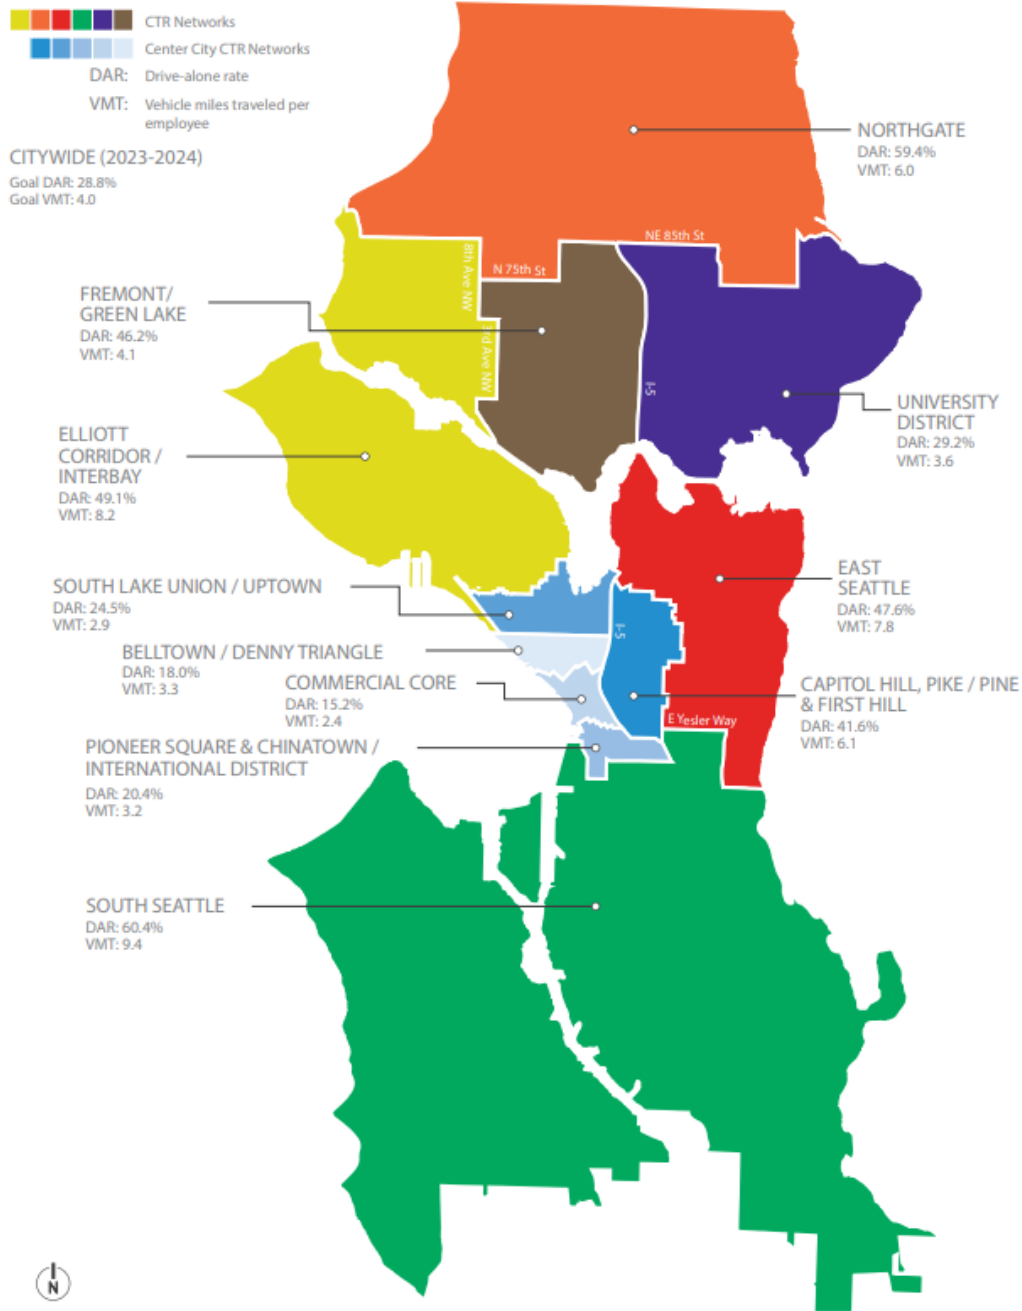 CTR Networks
Center City CTR Networks
DAR: Drive-alone rate
VMT: Vehicle miles traveled per
employee
CITYWIDE (2023-2024)
Goal DAR: 28.8%
Goal VMT: 4.0
NORTHGATE
DAR: 59.4%
VMT: 6.0
NE 85th St
N 75th St
8th Ave NW
3rd Ave NW
I-5
FREMONT/
GREEN LAKE
DAR: 46.2%
VMT: 4.1
UNIVERSITY
DISTRICT
DAR: 29.2%
VMT: 3.6
ELLIOTT
CORRIDOR /
INTERBAY
DAR: 49.1%
VMT: 8.2
EAST
SEATTLE
DAR: 47.6%
VMT: 7.8
SOUTH LAKE UNION / UPTOWN
DAR: 24.5%
VMT: 2.9
I-5
BELLTOWN / DENNY TRIANGLE
DAR: 18.0%
VMT: 3.3
COMMERCIAL CORE
DAR: 15.2%
VMT: 2.4
CAPITOL HILL, PIKE / PINE
& FIRST HILL
DAR: 41.6%
VMT: 6.1
E Yesler Way
PIONEER SQUARE & CHINATOWN /
INTERNATIONAL DISTRICT
DAR: 20.4%
VMT: 3.2
SOUTH SEATTLE
DAR: 60.4%
VMT: 9.4
N